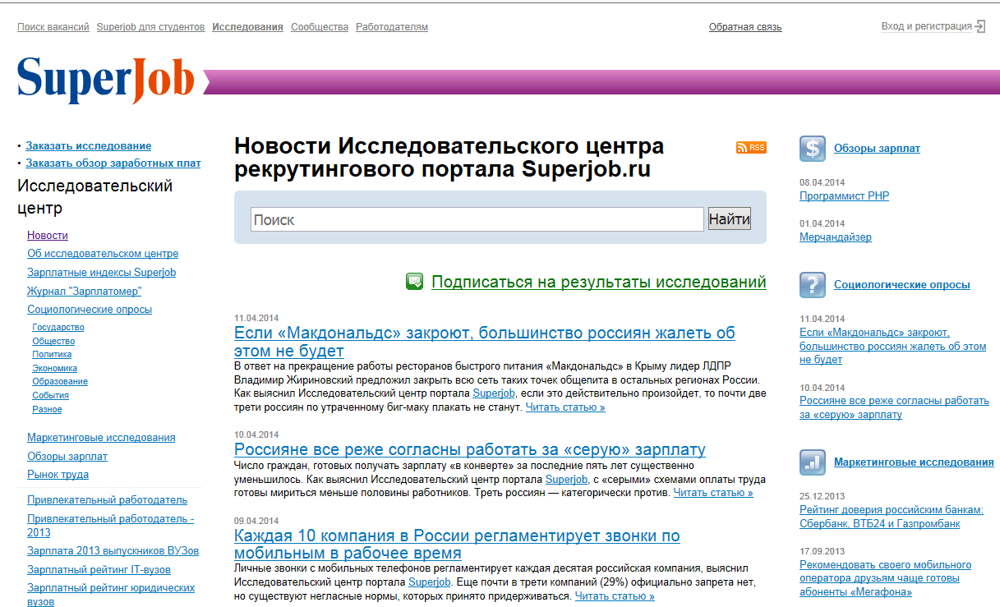 Поиск вакансий Superjob для студентов Исследования Сообщества Работодателям Обратная связь Вход и регистрация
SuperJob
• Заказать исследование
• Заказать обзор заработных плат
Исследовательский
центр
Новости
Об исследовательском центре
Зарплатные индексы Superjob
Журнал "Зарплатомер"
Социологические опросы
Государство
Общество
Политика
Экономика
Образование
События
Разное
Маркетинговые исследования
Обзоры зарплат
Рынок труда
Привлекательный работодатель
Привлекательный работодатель -
2013
Зарплата 2013 выпускников ВУЗов
Зарплатный рейтинг IT-вузов
Зарплатный рейтинг юридических
вузов
Новости Исследовательского центра
рекрутингового портала Superjob.ru
RSS
Поиск
Найти
Подписаться на результаты исследований
11.04.2014
Если «Макдональдс» закроют, большинство россиян жалеть об
этом не будет
В ответ на прекращение работы ресторанов быстрого питания «Макдональдс» в Крыму лидер ЛДПР
Владимир Жириновский предложил закрыть всю сеть таких точек общепита в остальных регионах России.
Как выяснил Исследовательский центр портала Superjob, если это действительно произойдет, то почти две
трети россиян по утраченному биг-маку плакать не станут. Читать статью »
10.04.2014
Россияне все реже согласны работать за «серую» зарплату
Число граждан, готовых получать зарплату «в конверте» за последние пять лет существенно
уменьшилось. Как выяснил Исследовательский центр портала Superjob, с «серыми» схемами оплаты труда
готовы мириться меньше половины работников. Треть россиян — категорически против. Читать статью »
09.04.2014
Каждая 10 компания в России регламентирует звонки по
мобильным в рабочее время
Личные звонки с мобильных телефонов регламентирует каждая десятая российская компания, выяснил
Исследовательский центр портала Superjob. Еще почти в трети компаний (29%) официально запрета нет,
но существуют негласные нормы, которых принято придерживаться. Читать статью »
$
Обзоры зарплат
08.04.2014
Программист PHP
01.04.2014
Мерчандайзер
?
Социологические опросы
11.04.2014
Если «Макдональдс» закроют,
большинство россиян жалеть об этом
не будет
10.04.2014
Россияне все реже согласны работать
за «серую» зарплату
Маркетинговые исследования
25.12.2013
Рейтинг доверия российским банкам:
Сбербанк, ВТБ24 и Газпромбанк
17.09.2013
Рекомендовать своего мобильного
оператора друзьям чаще готовы
абоненты «Мегафона»